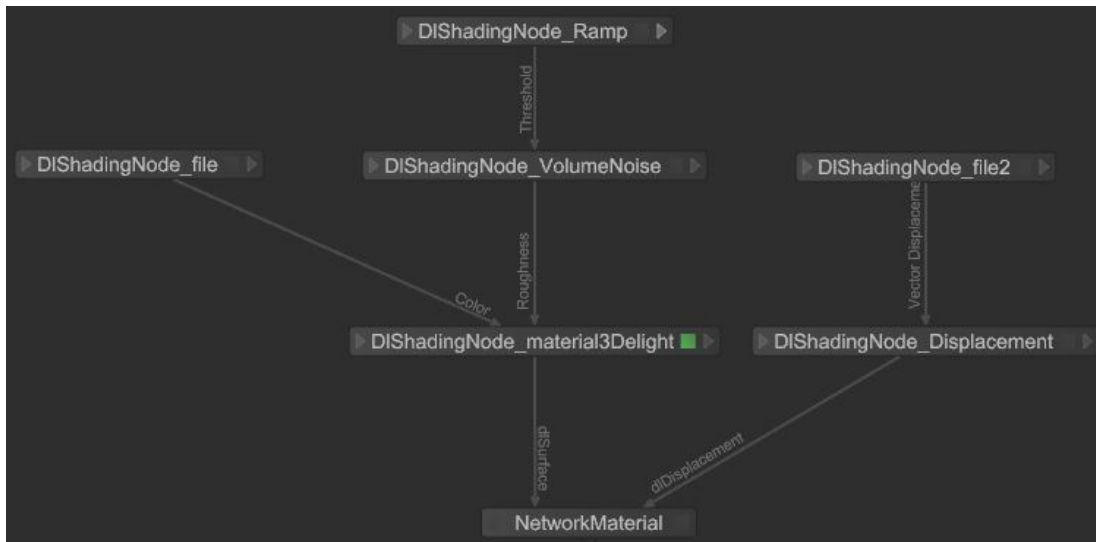 DlShadingNode_Ramp
Threshold
DlShadingNode_file
DlShadingNode_VolumeNoise
DlShadingNode_file2
Color
Roughness
Vector Displaceme
DlShadingNode_material3Delight
DlShadingNode_Displacement
dlSurface
dlDisplacement
NetworkMaterial